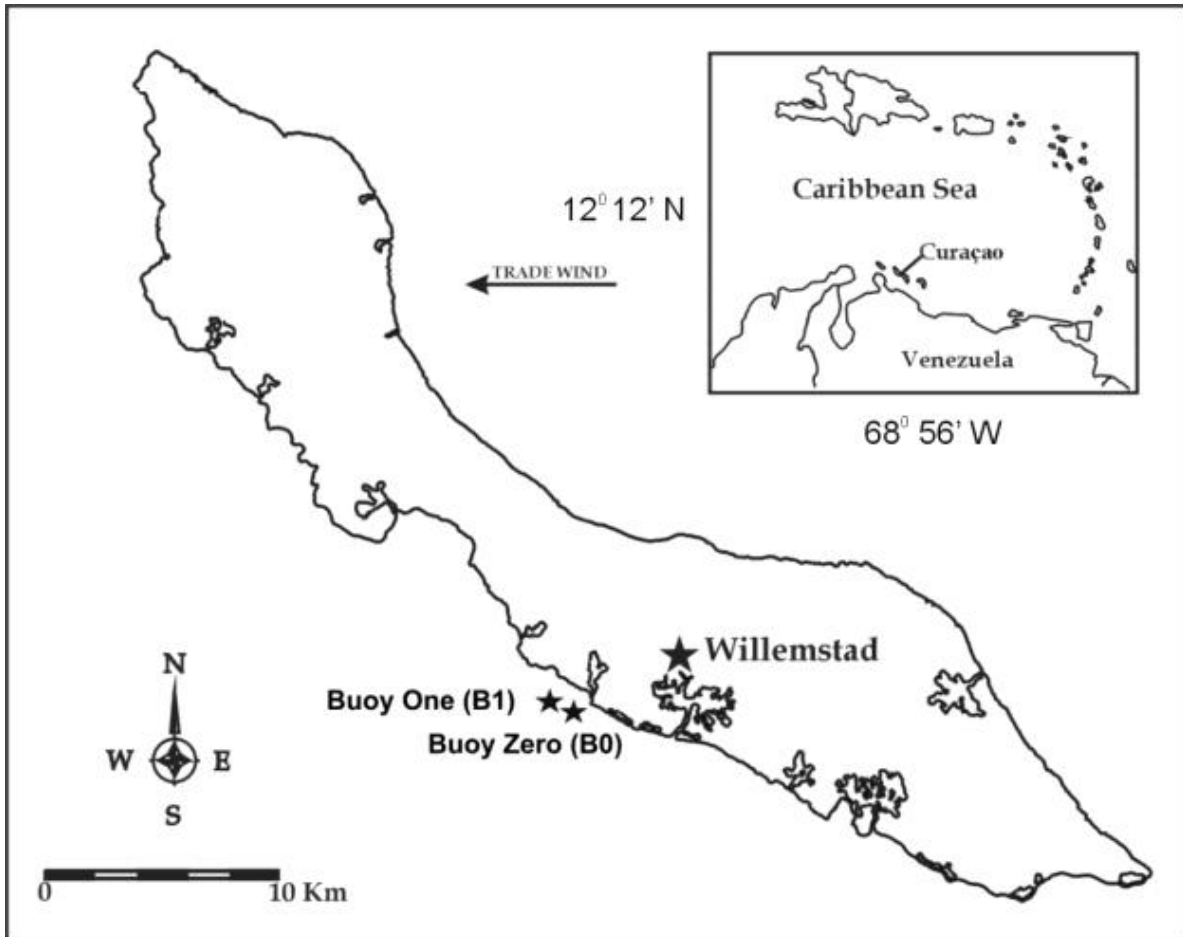 Caribbean Sea
12⁰ 12' N
Curaçao
TRADE WIND
Venezuela
68⁰ 56' W
Willemstad
N
Buoy One (B1)
Buoy Zero (B0)
W E
S
0 10 Km